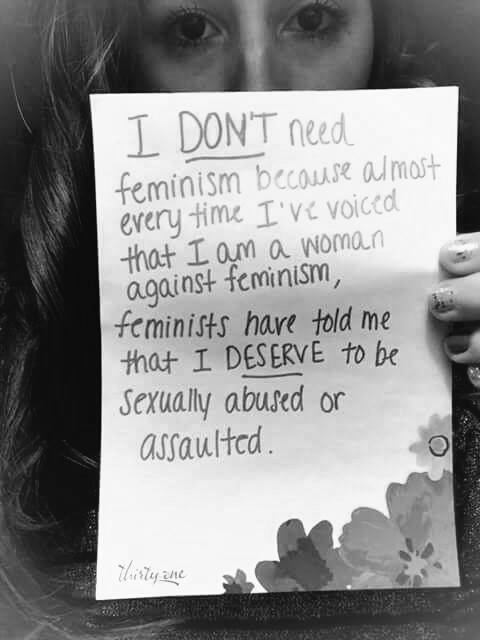 I DON'T need
feminism because almost
every time I've voiced
that I am a woman
against feminism,
feminists have told me
that I DESERVE to be
sexually abused or
assaulted.
thirty-one